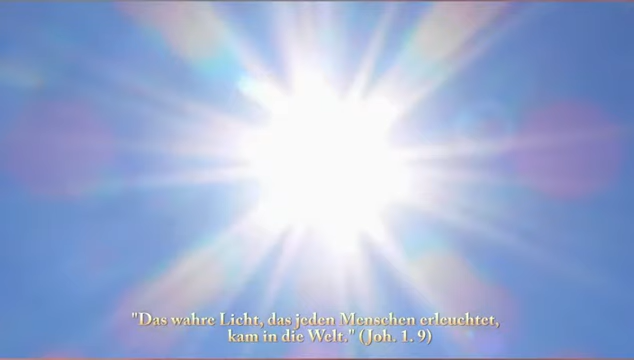 "Das wahre Licht, das jeden Menschen erleuchtet,
kam in die Welt." (Joh. 1. 9)